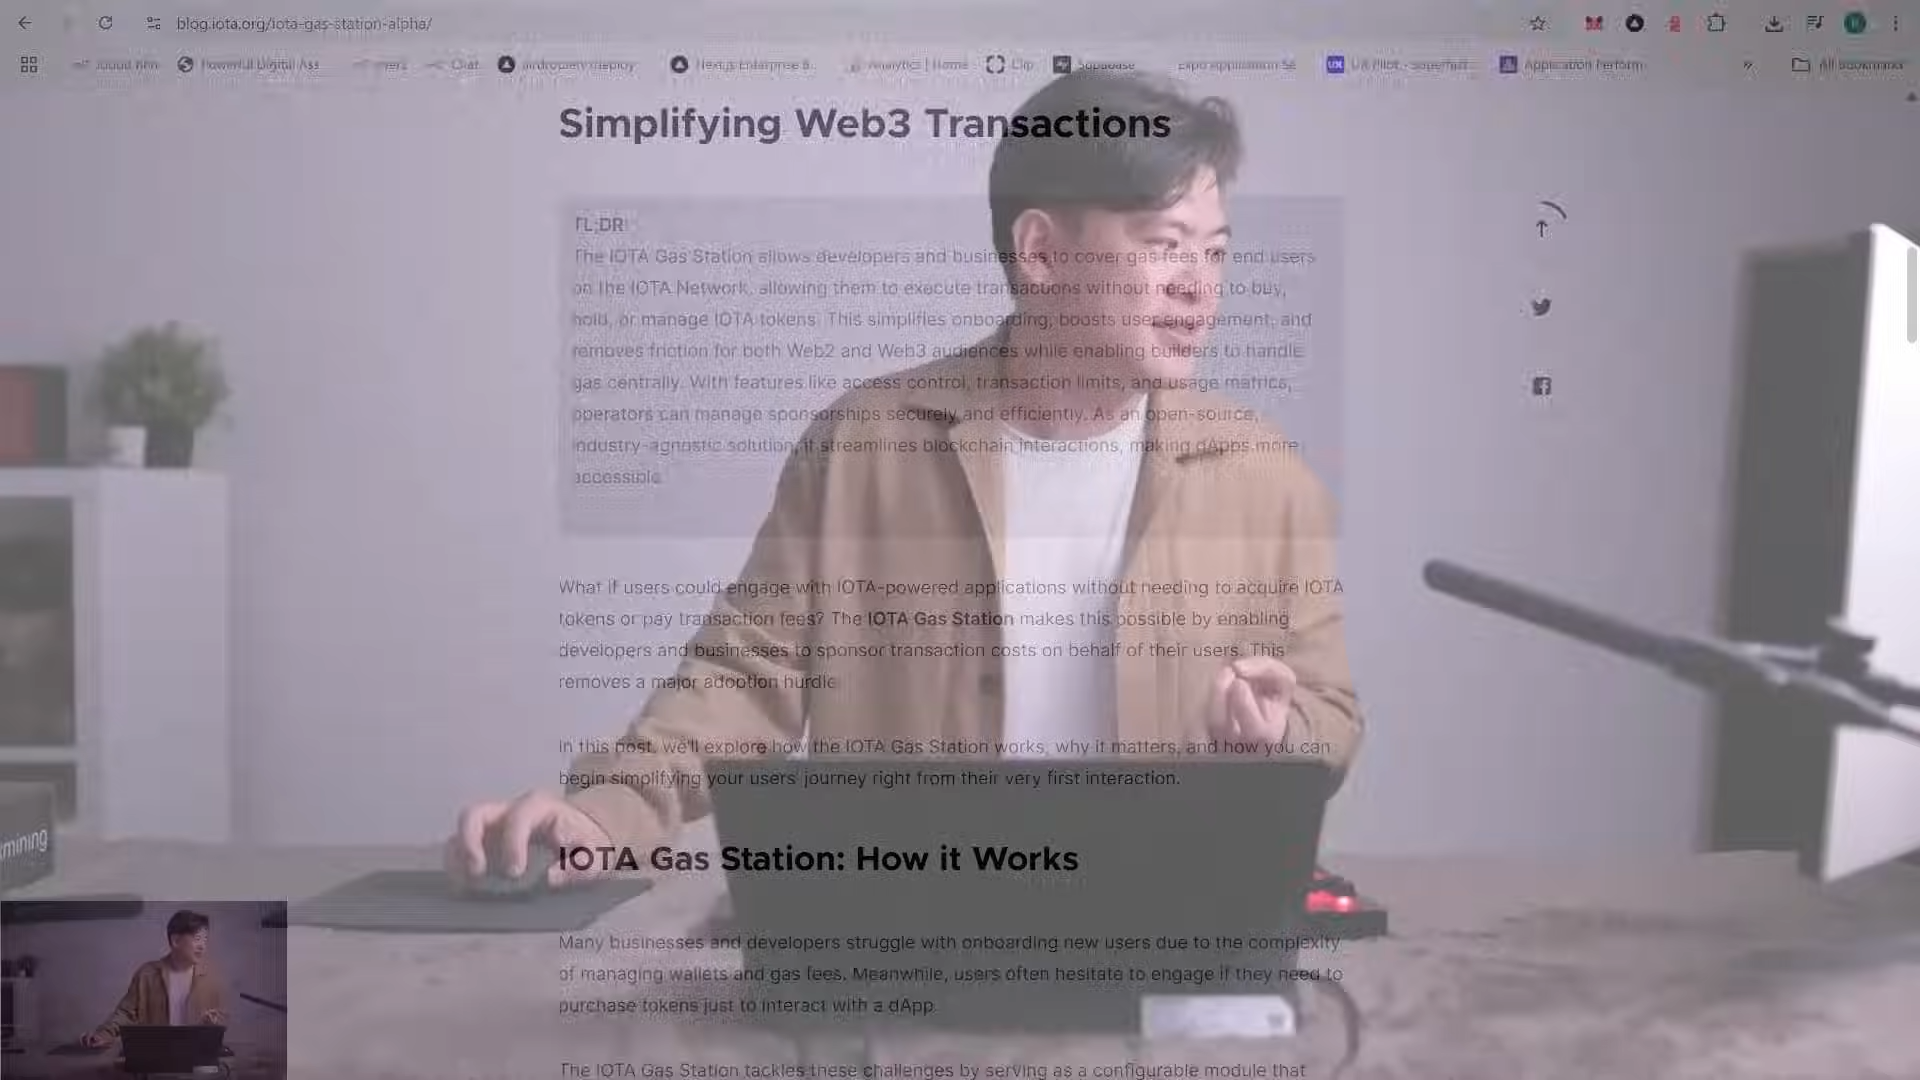 blog.iota.org/iota-gas-station-alpha/
Powerful Digital Ass
Chat
Next.js Enterprise B...
Analytics | Home
Clip
Supabase
Expo Application Se
UX
UX Pilot - Superfast...
Application Perform
All Bookmarks
Simplifying Web3 Transactions
TL;DR:
The IOTA Gas Station allows developers and businesses to cover gas fees for end users
on the IOTA Network, allowing them to execute transactions without needing to buy,
hold, or manage IOTA tokens. This simplifies onboarding, boosts user engagement, and
removes friction for both Web2 and Web3 audiences while enabling builders to handle
gas centrally. With features like access control, transaction limits, and usage metrics,
operators can manage sponsorships securely and efficiently. As an open-source,
industry-agnostic solution, it streamlines blockchain interactions, making dApps more
accessible.
What if users could engage with IOTA-powered applications without needing to acquire IOTA
tokens or pay transaction fees? The IOTA Gas Station makes this possible by enabling
developers and businesses to sponsor transaction costs on behalf of their users. This
removes a major adoption hurdle.
In this post, we'll explore how the IOTA Gas Station works, why it matters, and how you can
begin simplifying your users' journey right from their very first interaction.
mining
IOTA Gas Station: How it Works
Many businesses and developers struggle with onboarding new users due to the complexity
of managing wallets and gas fees. Meanwhile, users often hesitate to engage if they need to
purchase tokens just to interact with a dApp.
The IOTA Gas Station tackles these challenges by serving as a configurable module that